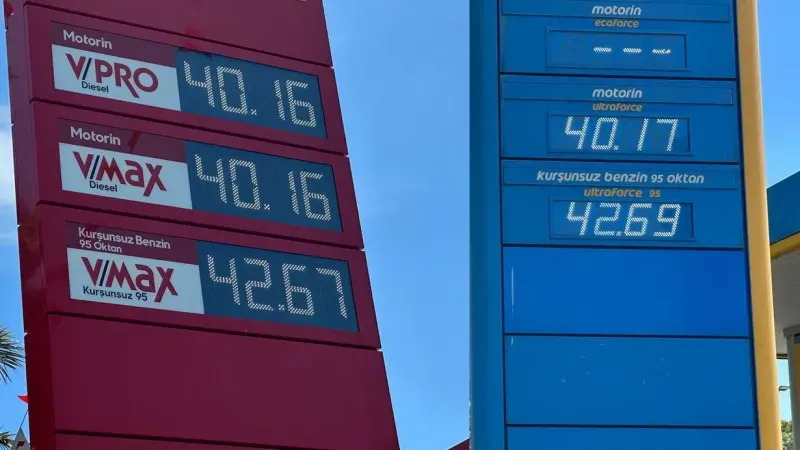 Motorin
V/PRO
Diesel
40.16
Motorin
V/MAX
Diesel
40.16
Kurşunsuz Benzin
95 Oktan
V/MAX
Kurşunsuz 95
42.67
motorin
ecoforce
---
motorin
ultraforce
40.17
kurşunsuz benzin 95 oktan
ultraforce 95
42.69